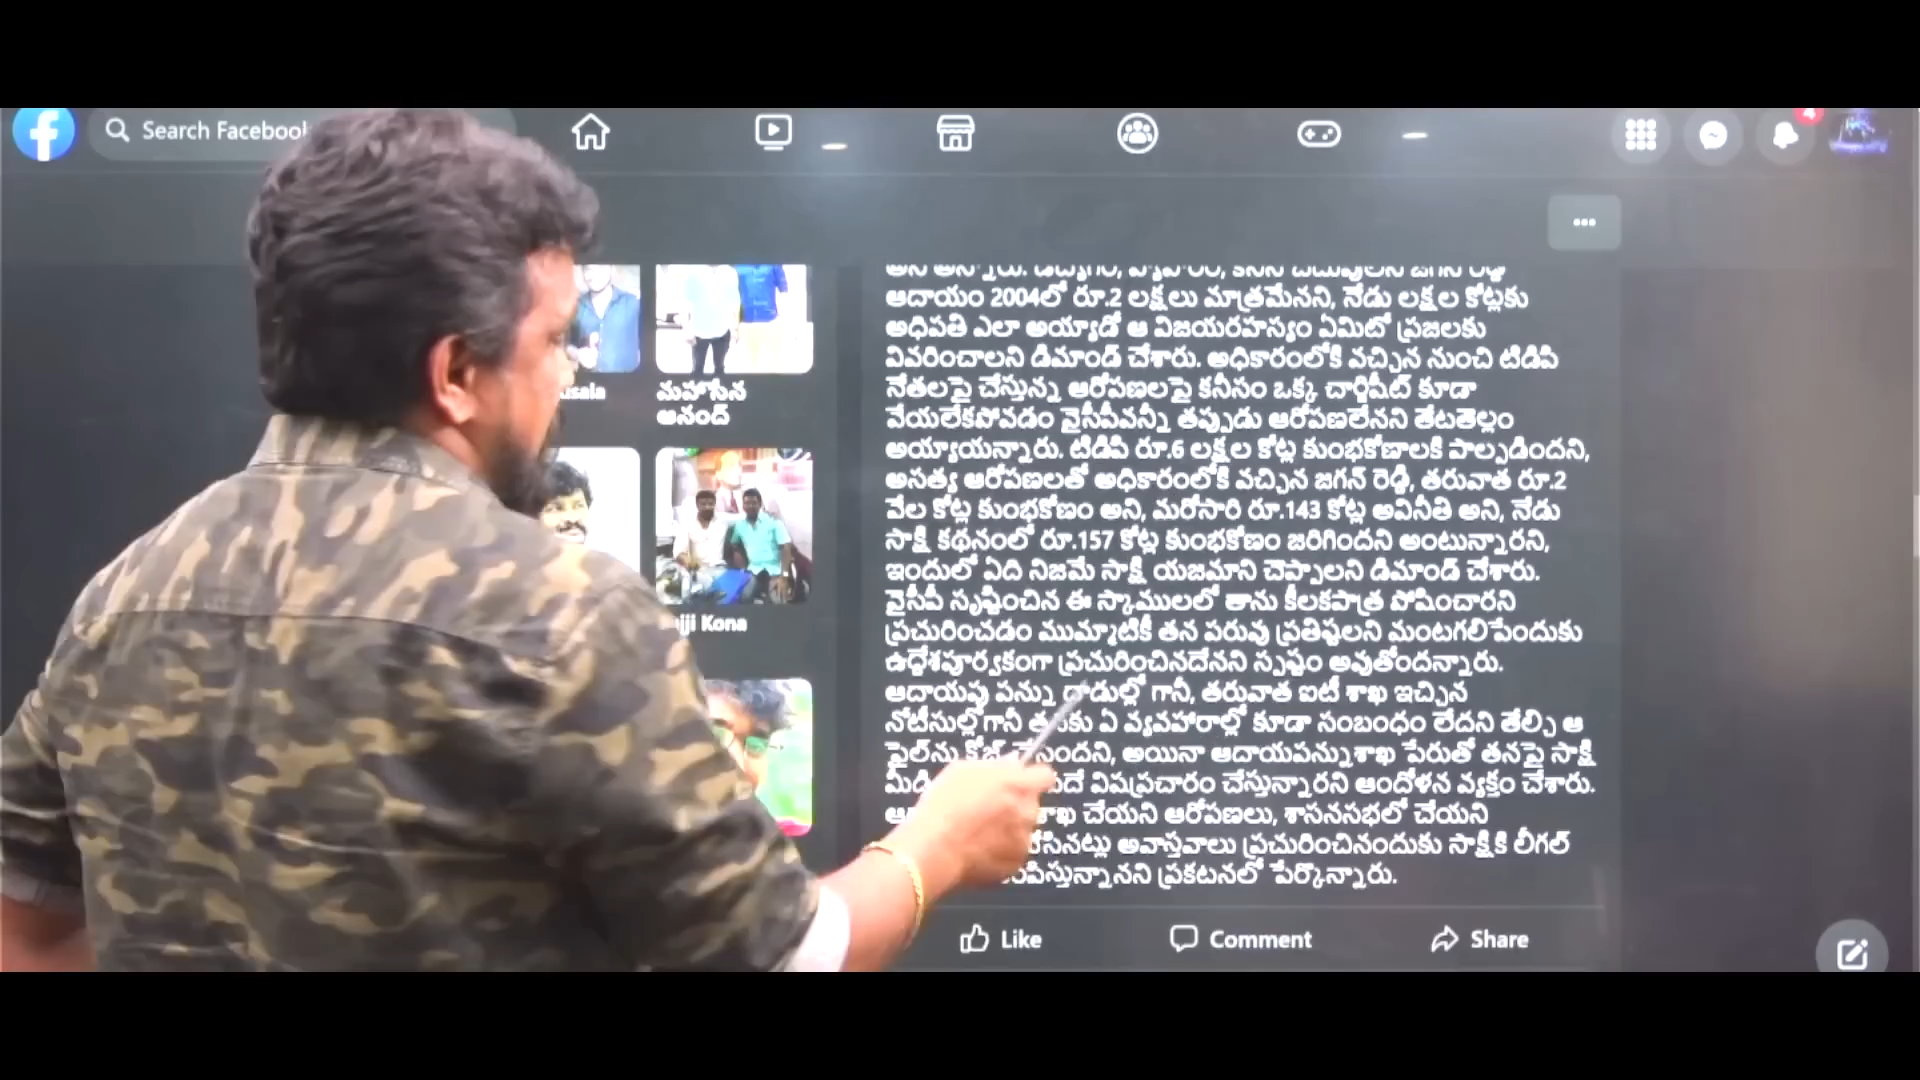 Search Facebook
4
ఆదాయం 2004లో రూ.2 లక్షలు మాత్రమేనని, నేడు లక్షల కోట్లకు
అధిపతి ఎలా అయ్యాడో ఆ విజయరహస్యం ఏమిటో ప్రజలకు
వివరించాలని డిమాండ్ చేశారు. అధికారంలోకి వచ్చిన నుంచి టిడిపి
నేతలపై చేస్తున్న ఆరోపణలపై కనీసం ఒక్క చార్జిషీట్ కూడా
వేయలేకపోవడం వైసీపీవన్నీ తప్పుడు ఆరోపణలేనని తేటతెల్లం
అయ్యాయన్నారు. టిడిపి రూ.6 లక్షల కోట్ల కుంభకోణాలకి పాల్పడిందని,
అసత్య ఆరోపణలతో అధికారంలోకి వచ్చిన జగన్ రెడ్డి, తరువాత రూ.2
వేల కోట్ల కుంభకోణం అని, మరోసారి రూ.143 కోట్ల అవినీతి అని, నేడు
సాక్షి కథనంలో రూ.157 కోట్ల కుంభకోణం జరిగిందని అంటున్నారని,
ఇందులో ఏది నిజమే సాక్షి యజమాని చెప్పాలని డిమాండ్ చేశారు.
వైసీపీ సృష్టించిన ఈ స్కాములలో తాను కీలకపాత్ర పోషించారని
ప్రచురించడం ముమ్మాటికీ తన పరువు ప్రతిష్టలని మంటగలిపేందుకు
ఉద్దేశపూర్వకంగా ప్రచురించినదేనని స్పష్టం అవుతోందన్నారు.
ఆదాయపు పన్ను దాడుల్లో గానీ, తరువాత ఐటీ శాఖ ఇచ్చిన
నోటీసుల్లోగానీ తనకు ఏ వ్యవహారాల్లో కూడా సంబంధం లేదని తేల్చి ఆ
ఫైల్‌ను క్లోజ్ చేసిందని, అయినా ఆదాయపన్నుశాఖ పేరుతో తనపై సాక్షి
విషప్రచారం చేస్తున్నారని ఆందోళన వ్యక్తం చేశారు.
చేయని ఆరోపణలు, శాసనసభలో చేయని
అవాస్తవాలు ప్రచురించినందుకు సాక్షికి లీగల్
ప్రకటనలో పేర్కొన్నారు.
మహాసేన
ఆనంద్
Kona
Like
Comment
Share